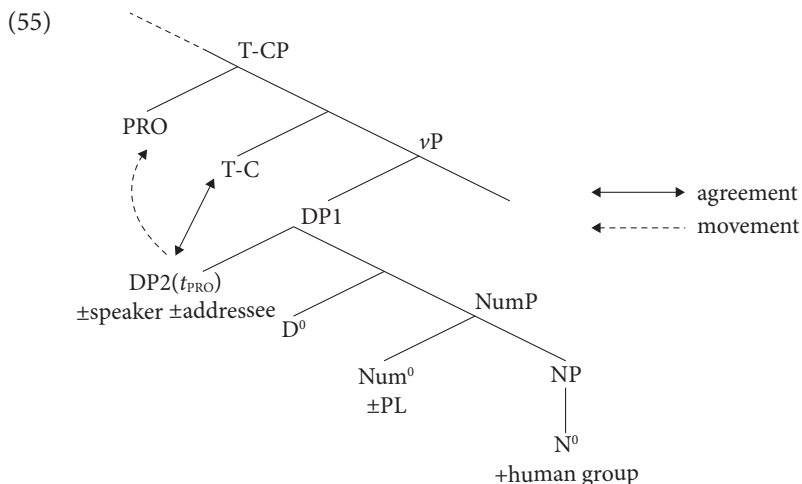 (55)
T-CP
PRO
vP
T-C
agreement
DP1
movement
DP2(tPRO)
±speaker ±addressee
NumP
D⁰
Num⁰
NP
±PL
N⁰
+human group